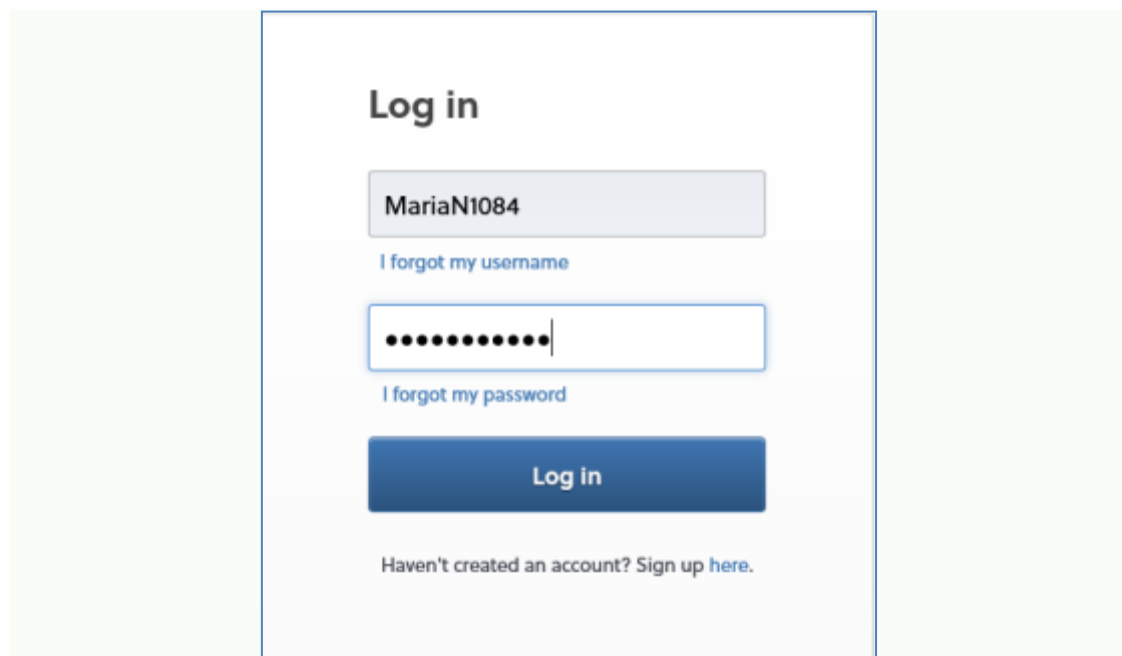 Log in
MariaN1084
I forgot my username
•••••••••••
I forgot my password
Log in
Haven't created an account? Sign up here.